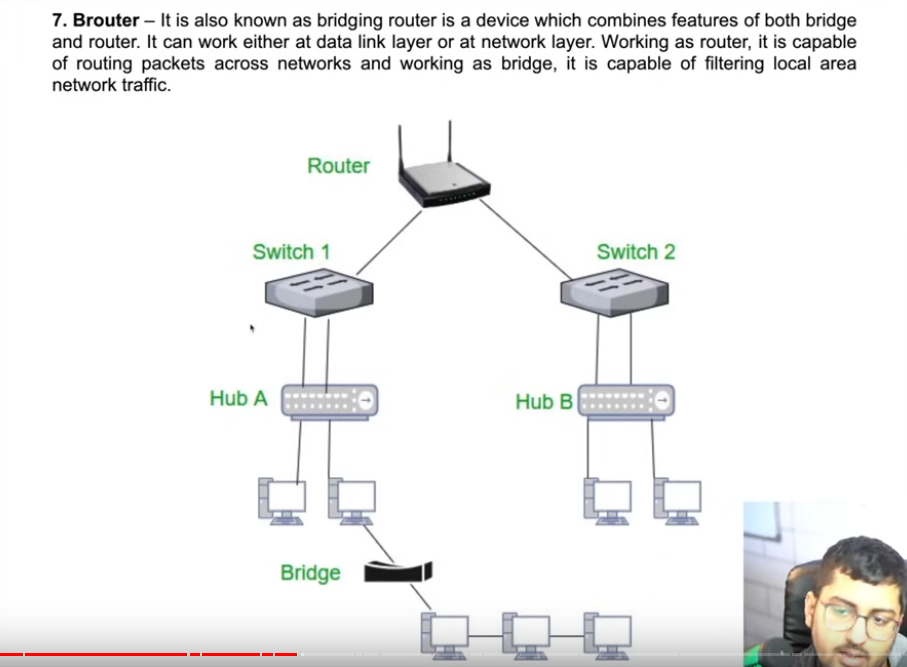 7. Brouter – It is also known as bridging router is a device which combines features of both bridge
and router. It can work either at data link layer or at network layer. Working as router, it is capable
of routing packets across networks and working as bridge, it is capable of filtering local area
network traffic.
Router
Switch 1
Switch 2
Hub A
Hub B
Bridge